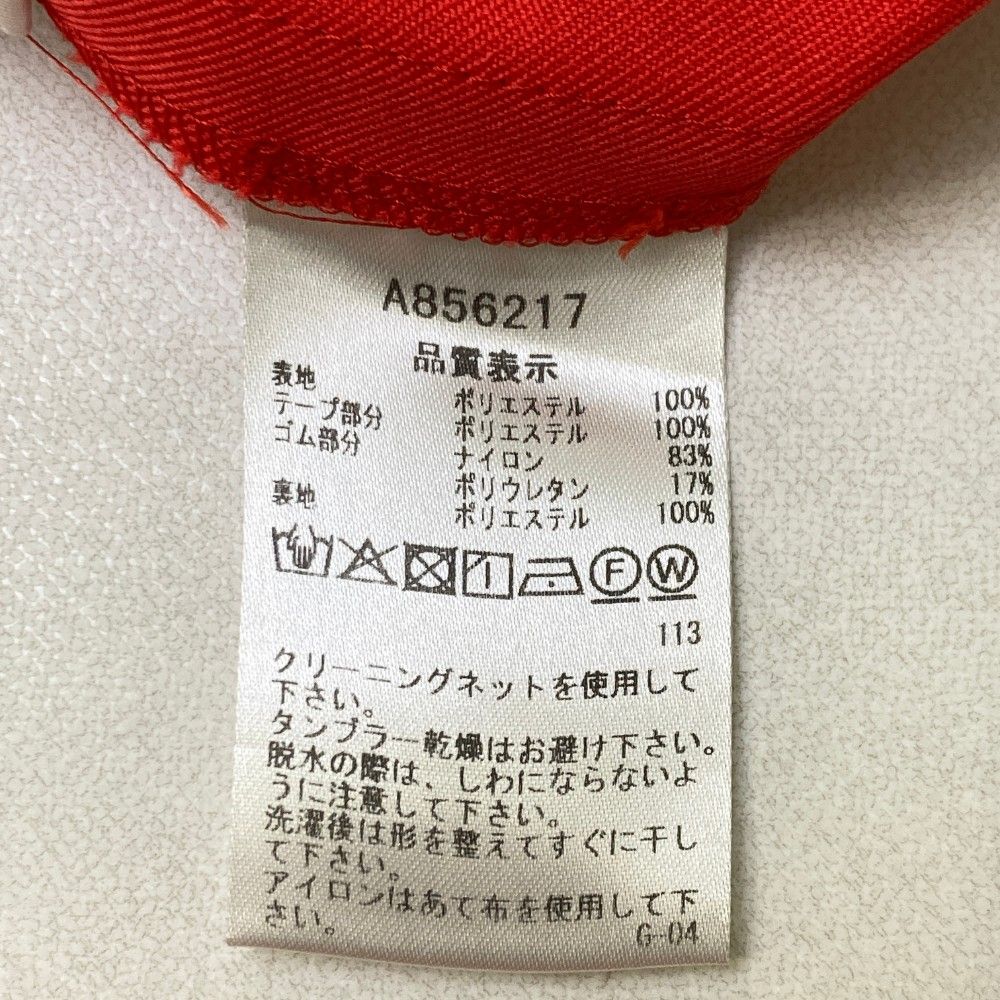 A856217
品質表示
表地 ポリエステル 100%
テープ部分 ポリエステル 100%
ゴム部分 ナイロン 83%
ポリウレタン 17%
裏地 ポリエステル 100%
F W
113
クリーニングネットを使用して
下さい。
タンブラー乾燥はお避け下さい。
脱水の際は、しわにならないよ
うに注意して下さい。
洗濯後は形を整えてすぐに干し
て下さい。
アイロンはあて布を使用して下
さい。
G-04